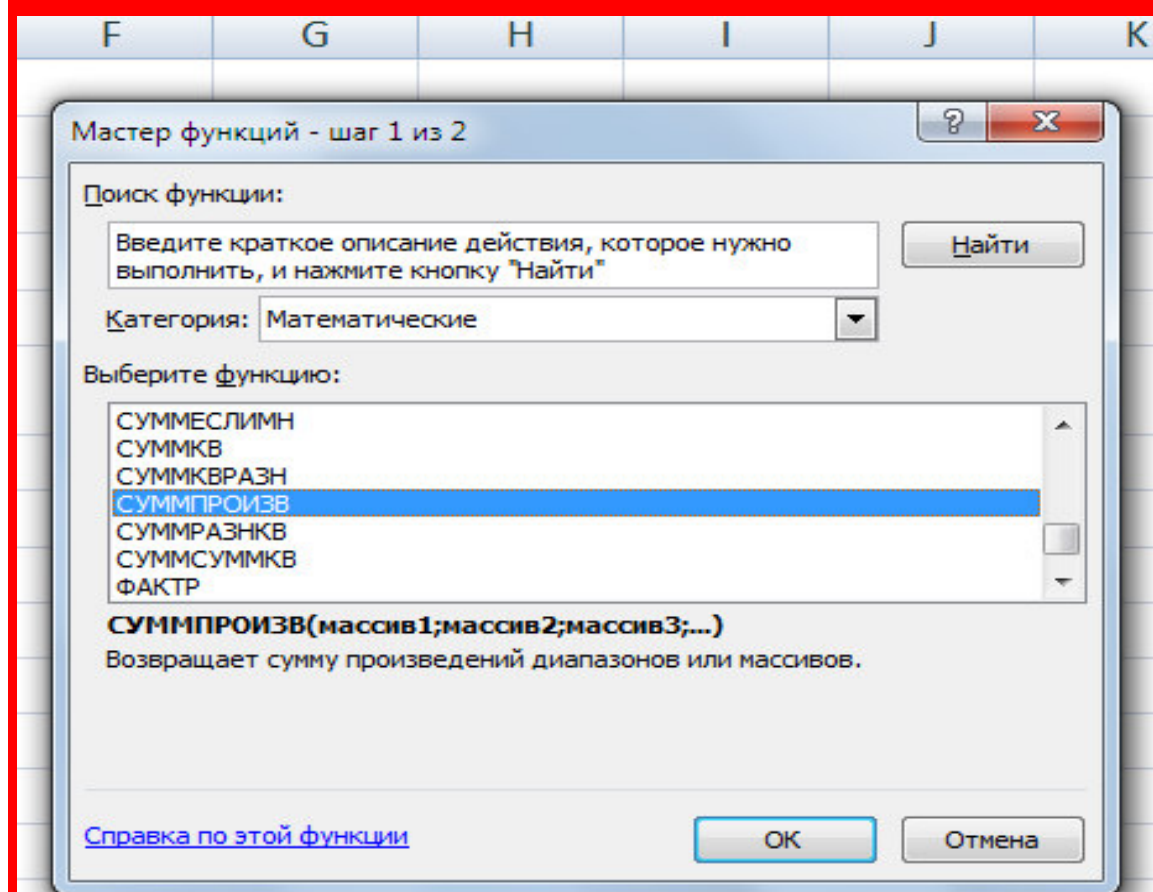 F G H I J K
Мастер функций - шаг 1 из 2
Поиск функции:
Введите краткое описание действия, которое нужно
выполнить, и нажмите кнопку "Найти"
Найти
Категория: Математические
Выберите функцию:
СУММЕСЛИМН
СУММКВ
СУММКВРАЗН
СУММПРОИЗВ
СУММРАЗНКВ
СУММСУММКВ
ФАКТР
СУММПРОИЗВ(массив1;массив2;массив3;...)
Возвращает сумму произведений диапазонов или массивов.
Справка по этой функции
ОК
Отмена